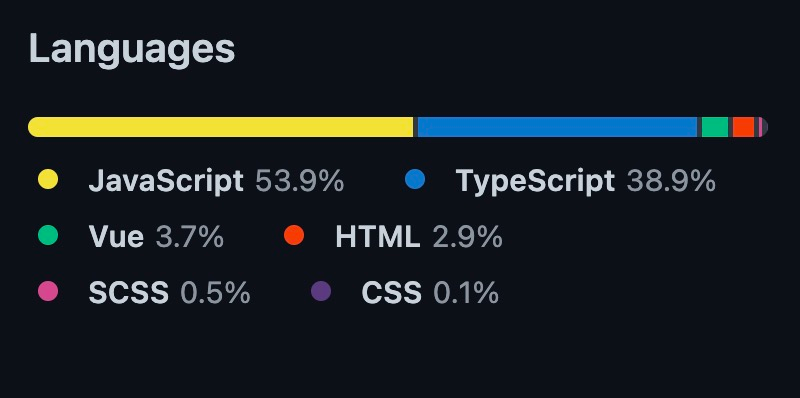 Languages
JavaScript 53.9% TypeScript 38.9%
Vue 3.7% HTML 2.9%
SCSS 0.5% CSS 0.1%